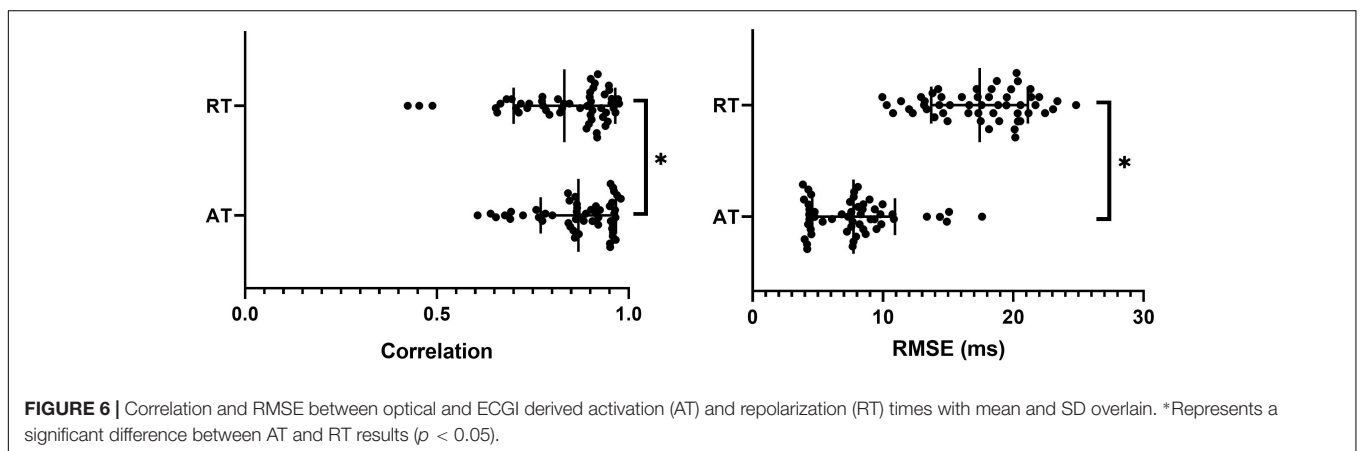 RT
AT
*
0.0 0.5 1.0
Correlation
RT
AT
*
0 10 20 30
RMSE (ms)
FIGURE 6 | Correlation and RMSE between optical and ECGI derived activation (AT) and repolarization (RT) times with mean and SD overlain. *Represents a
significant difference between AT and RT results (p < 0.05).